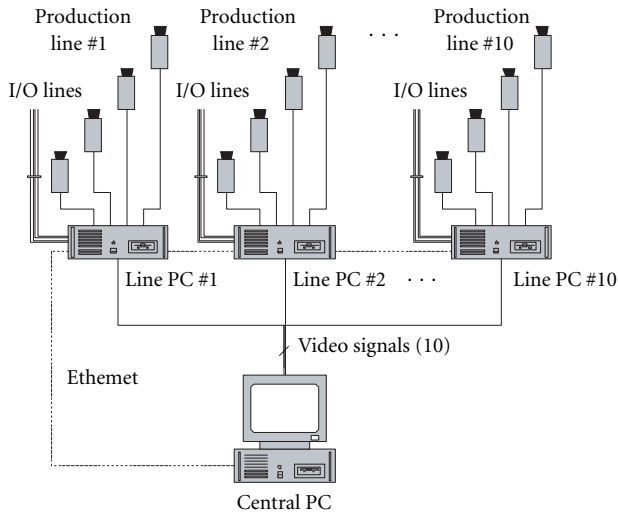 Production
line #1
Production
line #2
· · ·
Production
line #10
I/O lines
I/O lines
I/O lines
Line PC #1
Line PC #2
· · ·
Line PC #10
Video signals (10)
Ethemet
Central PC